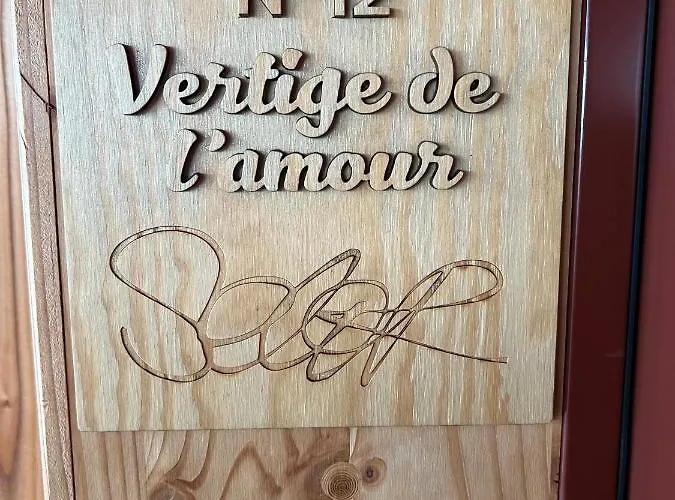 N° 12
Vertige de
l'amour